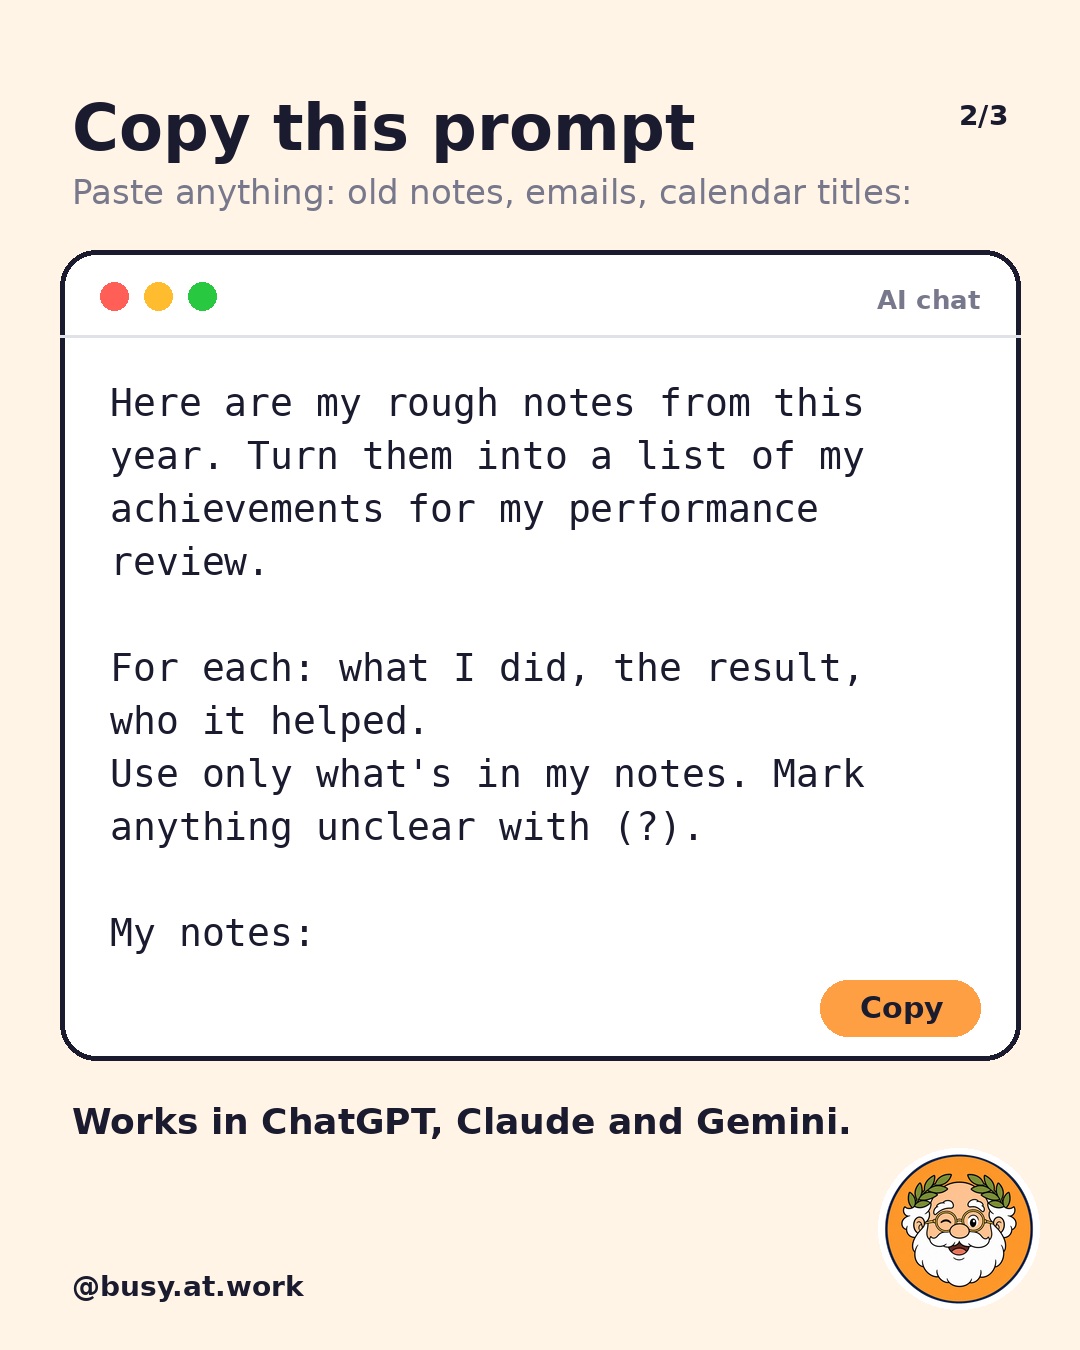 Copy this prompt
2/3
Paste anything: old notes, emails, calendar titles:
AI chat
Here are my rough notes from this
year. Turn them into a list of my
achievements for my performance
review.
For each: what I did, the result,
who it helped.
Use only what's in my notes. Mark
anything unclear with (?).
My notes:
Copy
Works in ChatGPT, Claude and Gemini.
@busy.at.work